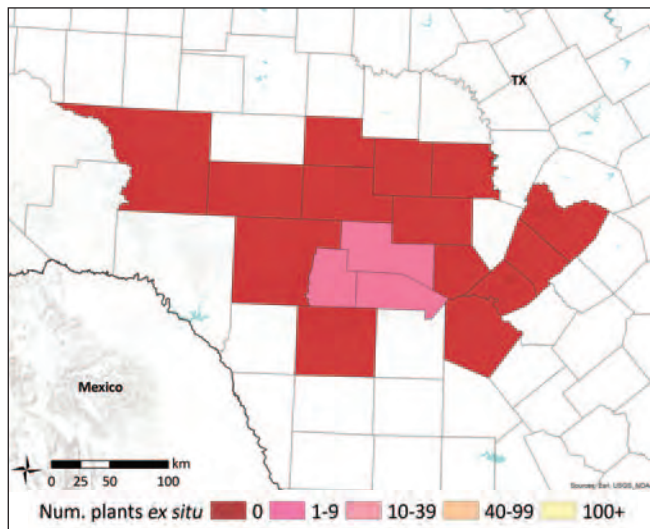 TX
Mexico
km
0 25 50 100
Sources: Esri, USGS, NOAA
Num. plants ex situ 0 1-9 10-39 40-99 100+